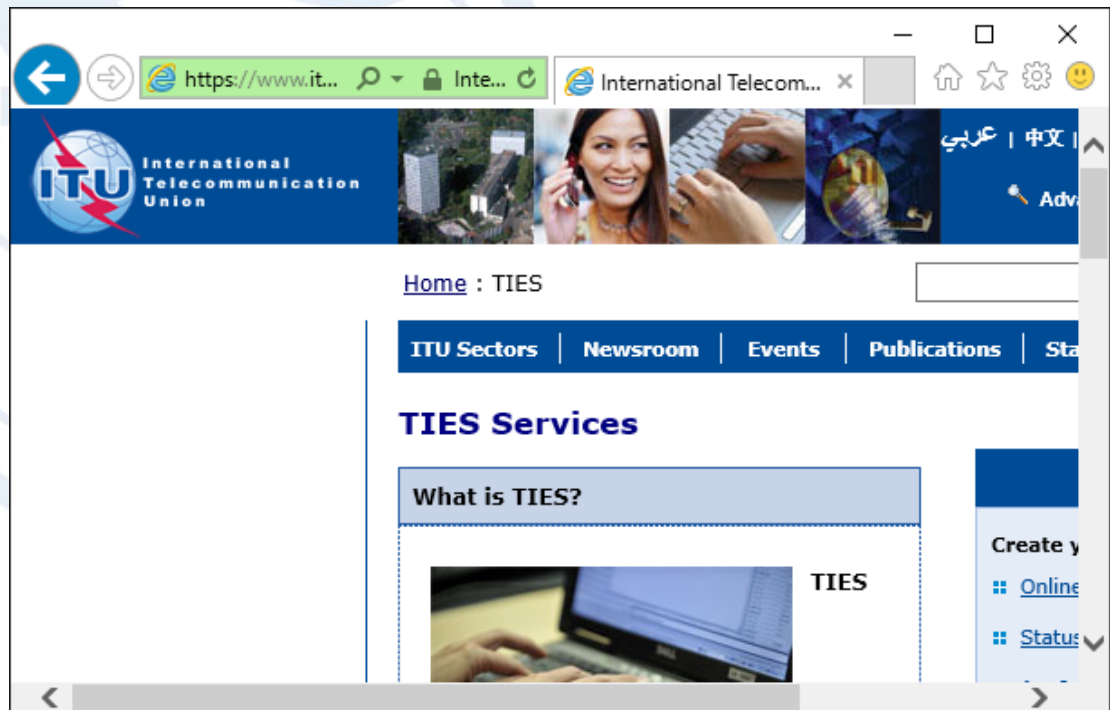 https://www.it... Inte... International Telecom...
عربي | 中文 |
International
Telecommunication
Union
ITU
Adva
Home : TIES
ITU Sectors | Newsroom | Events | Publications | Sta
TIES Services
What is TIES?
TIES
Create y
Online
Status